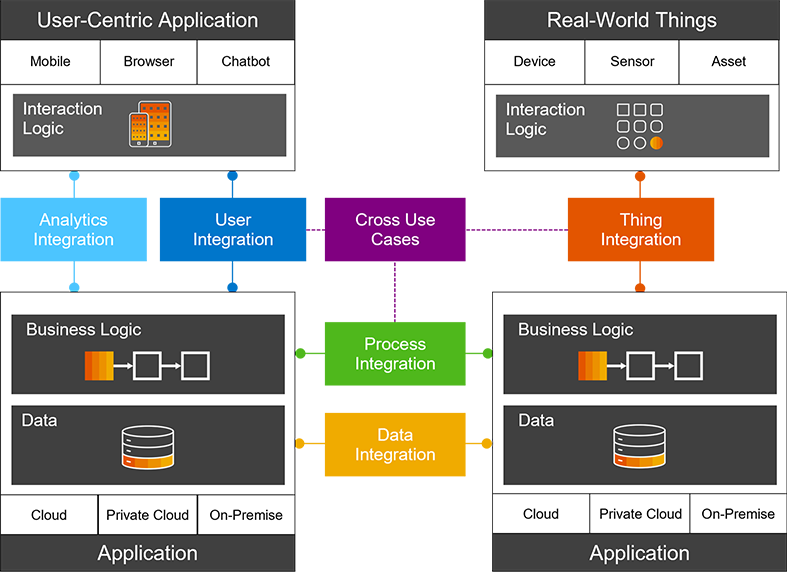 User-Centric Application
Real-World Things
Mobile
Browser
Chatbot
Device
Sensor
Asset
Interaction
Logic
Interaction
Logic
Analytics
Integration
User
Integration
Cross Use
Cases
Thing
Integration
Business Logic
Process
Integration
Business Logic
Data
Data
Integration
Data
Cloud
Private Cloud
On-Premise
Cloud
Private Cloud
On-Premise
Application
Application